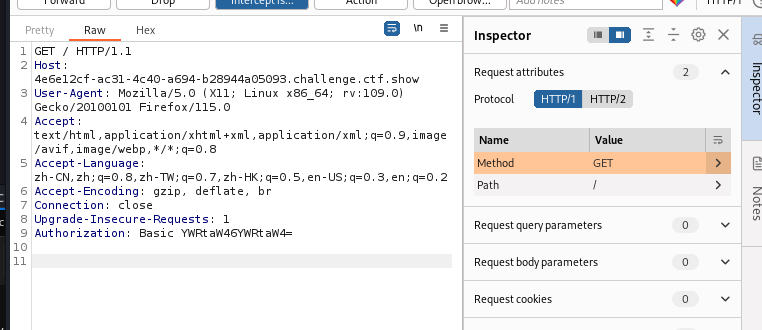 Forward Drop Intercept is... Action Open brow... Add notes HTTP/1
Pretty Raw Hex \n
1 GET / HTTP/1.1
2 Host:
4e6e12cf-ac31-4c40-a694-b28944a05093.challenge.ctf.show
3 User-Agent: Mozilla/5.0 (X11; Linux x86_64; rv:109.0)
Gecko/20100101 Firefox/115.0
4 Accept:
text/html,application/xhtml+xml,application/xml;q=0.9,image
/avif,image/webp,*/*;q=0.8
5 Accept-Language:
zh-CN,zh;q=0.8,zh-TW;q=0.7,zh-HK;q=0.5,en-US;q=0.3,en;q=0.2
6 Accept-Encoding: gzip, deflate, br
7 Connection: close
8 Upgrade-Insecure-Requests: 1
9 Authorization: Basic YWRtaW46YWRtaW4=
10
11
Inspector
Request attributes 2
Protocol HTTP/1 HTTP/2
Name Value
Method GET
Path /
Request query parameters 0
Request body parameters 0
Request cookies 0
Inspector
Notes